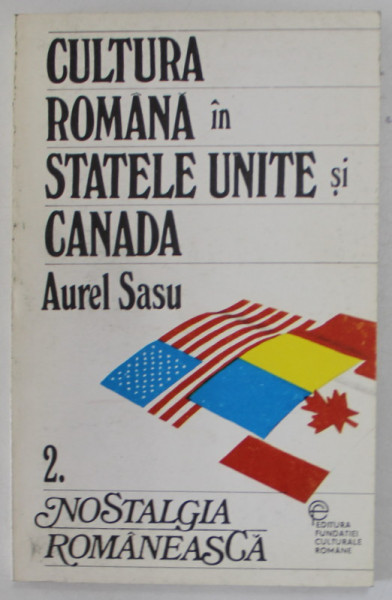 CULTURA
ROMÂNĂ în
STATELE UNITE și
CANADA
Aurel Sasu
2.
NOSTALGIA
ROMÂNEASCĂ
EDITURA
FUNDAȚIEI
CULTURALE
ROMÂNE